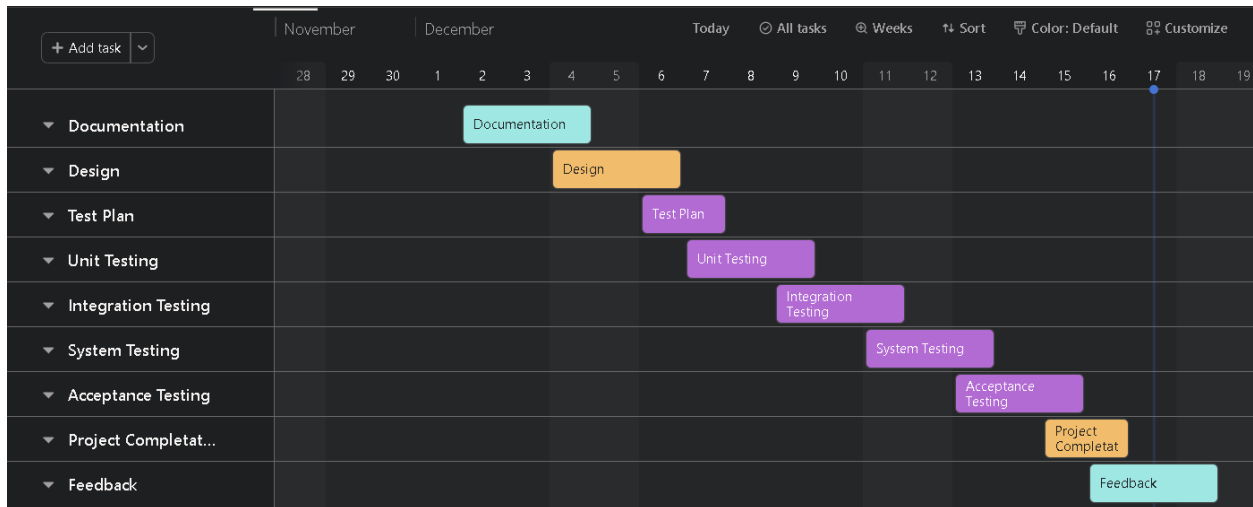 November December Today All tasks Weeks Sort Color: Default Customize
Add task
28 29 30 1 2 3 4 5 6 7 8 9 10 11 12 13 14 15 16 17 18 19
Documentation Documentation
Design Design
Test Plan Test Plan
Unit Testing Unit Testing
Integration Testing Integration
Testing
System Testing System Testing
Acceptance Testing Acceptance
Testing
Project Completat... Project
Completat
Feedback Feedback